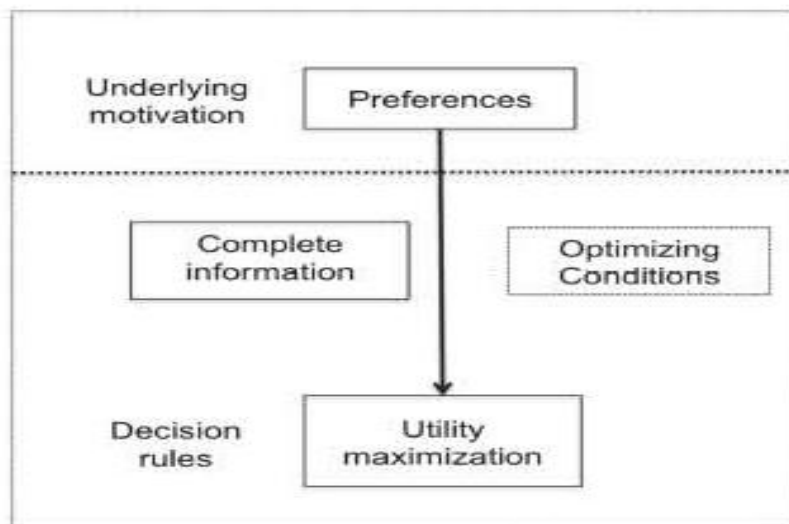 Underlying
motivation
Preferences
Complete
information
Optimizing
Conditions
Decision
rules
Utility
maximization